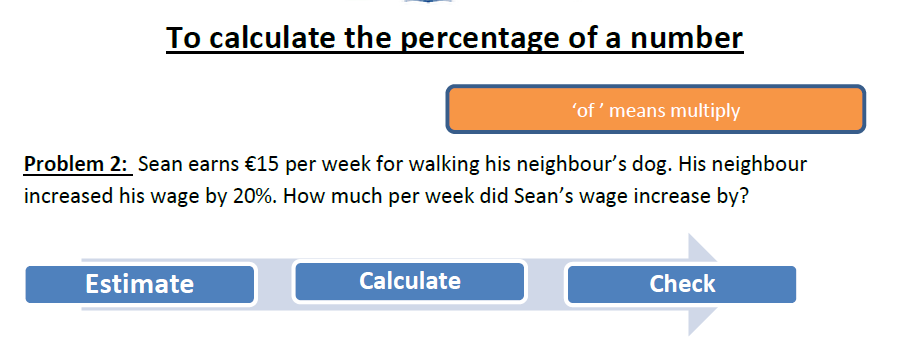 To calculate the percentage of a number
‘of ’ means multiply
Problem 2: Sean earns €15 per week for walking his neighbour’s dog. His neighbour
increased his wage by 20%. How much per week did Sean’s wage increase by?
Estimate
Calculate
Check